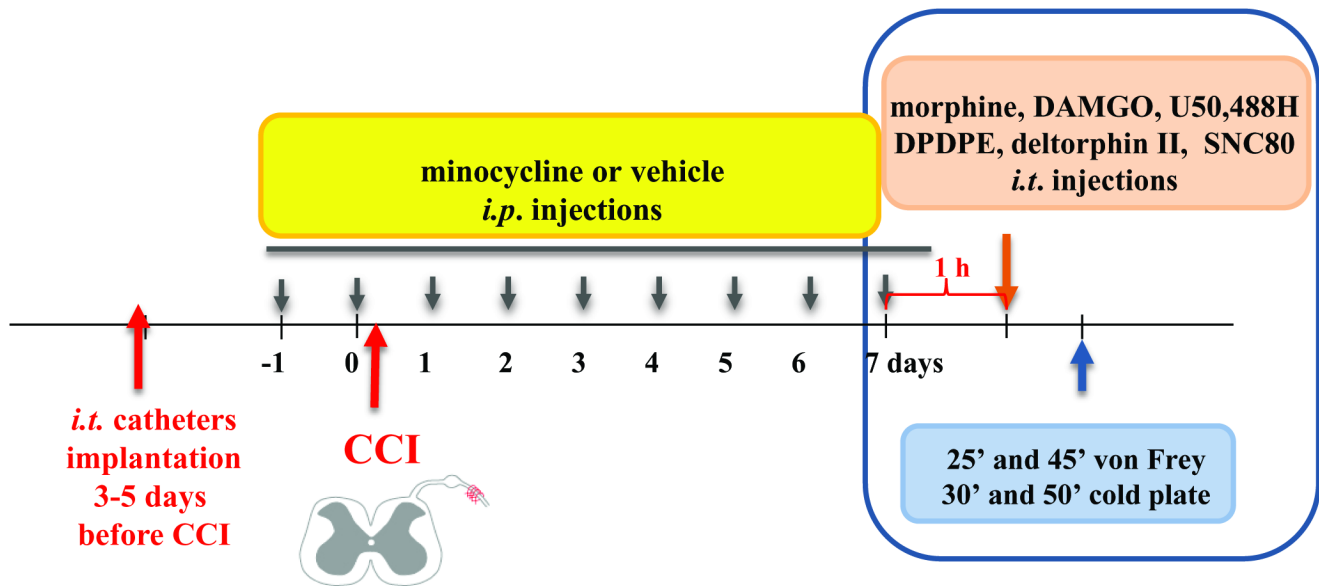 morphine, DAMGO, U50,488H
DPDPE, deltorphin II, SNC80
i.t. injections
minocycline or vehicle
i.p. injections
1 h
-1 0 1 2 3 4 5 6 7 days
i.t. catheters
implantation
3-5 days
before CCI
CCI
25’ and 45’ von Frey
30’ and 50’ cold plate